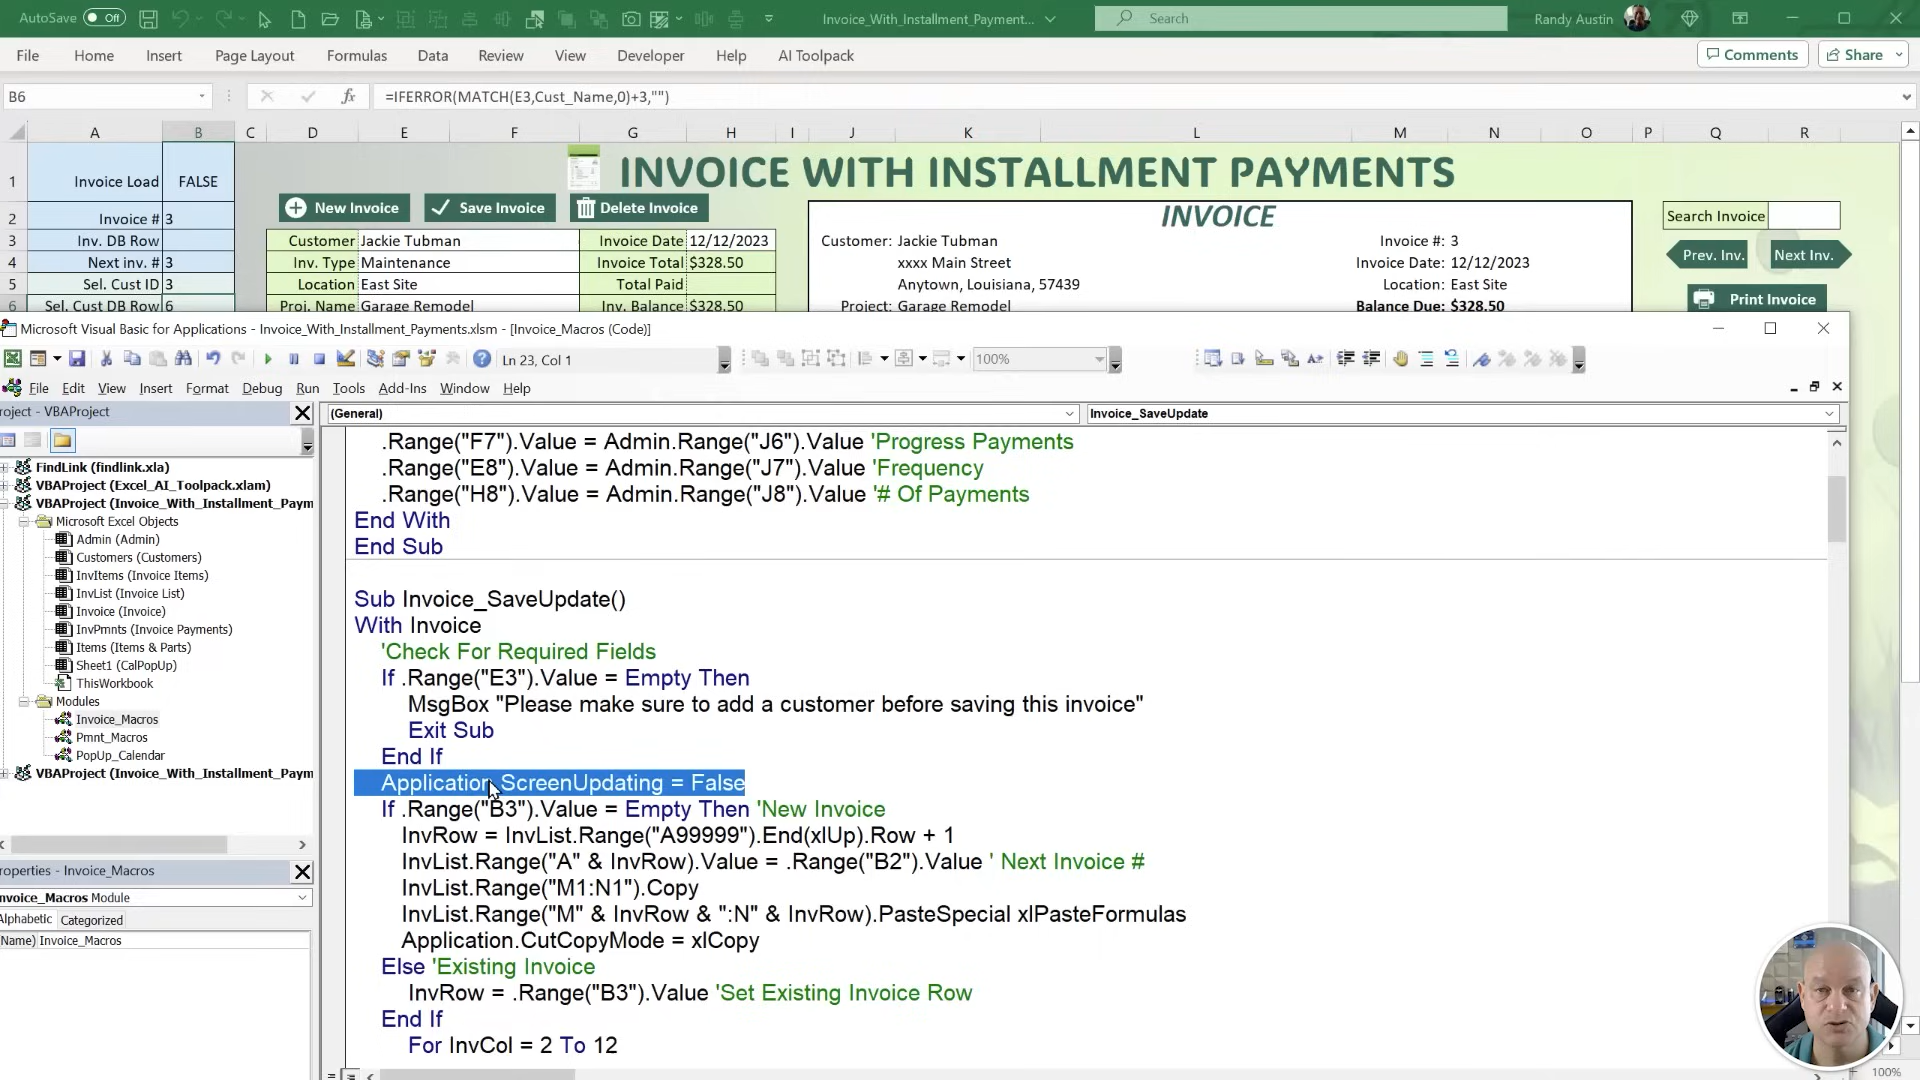 AutoSave Off
Invoice_With_Installment_Payment...
Search
Randy Austin
File Home Insert Page Layout Formulas Data Review View Developer Help AI Toolpack
Comments Share
B6
fx =IFERROR(MATCH(E3,Cust_Name,0)+3,"")
A B C D E F G H I J K L M N O P Q R
1 Invoice Load FALSE
INVOICE WITH INSTALLMENT PAYMENTS
New Invoice Save Invoice Delete Invoice
2 Invoice # 3
INVOICE
Search Invoice
3 Inv. DB Row
Customer Jackie Tubman Invoice Date 12/12/2023
Customer: Jackie Tubman Invoice #: 3
4 Next inv. # 3
Inv. Type Maintenance Invoice Total $328.50
xxxx Main Street Invoice Date: 12/12/2023
Prev. Inv. Next Inv.
5 Sel. Cust ID 3
Location East Site Total Paid
Anytown, Louisiana, 57439 Location: East Site
6 Sel. Cust DB Row 6
Proj. Name Garage Remodel Inv. Balance $328.50
Project: Garage Remodel Balance Due: $328.50
Print Invoice
Microsoft Visual Basic for Applications - Invoice_With_Installment_Payments.xlsm - [Invoice_Macros (Code)]
Ln 23, Col 1
100%
File Edit View Insert Format Debug Run Tools Add-Ins Window Help
roject - VBAProject
FindLink (findlink.xla)
VBAProject (Excel_AI_Toolpack.xlam)
VBAProject (Invoice_With_Installment_Paym
Microsoft Excel Objects
Admin (Admin)
Customers (Customers)
InvItems (Invoice Items)
InvList (Invoice List)
Invoice (Invoice)
InvPmnts (Invoice Payments)
Items (Items & Parts)
Sheet1 (CalPopUp)
ThisWorkbook
Modules
Invoice_Macros
Pmnt_Macros
PopUp_Calendar
VBAProject (Invoice_With_Installment_Paym
roperties - Invoice_Macros
nvoice_Macros Module
Alphabetic Categorized
(Name) Invoice_Macros
(General) Invoice_SaveUpdate
.Range("F7").Value = Admin.Range("J6").Value 'Progress Payments
.Range("E8").Value = Admin.Range("J7").Value 'Frequency
.Range("H8").Value = Admin.Range("J8").Value '# Of Payments
End With
End Sub
Sub Invoice_SaveUpdate()
With Invoice
'Check For Required Fields
If .Range("E3").Value = Empty Then
MsgBox "Please make sure to add a customer before saving this invoice"
Exit Sub
End If
Application.ScreenUpdating = False
If .Range("B3").Value = Empty Then 'New Invoice
InvRow = InvList.Range("A99999").End(xlUp).Row + 1
InvList.Range("A" & InvRow).Value = .Range("B2").Value ' Next Invoice #
InvList.Range("M1:N1").Copy
InvList.Range("M" & InvRow & ":N" & InvRow).PasteSpecial xlPasteFormulas
Application.CutCopyMode = xlCopy
Else 'Existing Invoice
InvRow = .Range("B3").Value 'Set Existing Invoice Row
End If
For InvCol = 2 To 12
100%